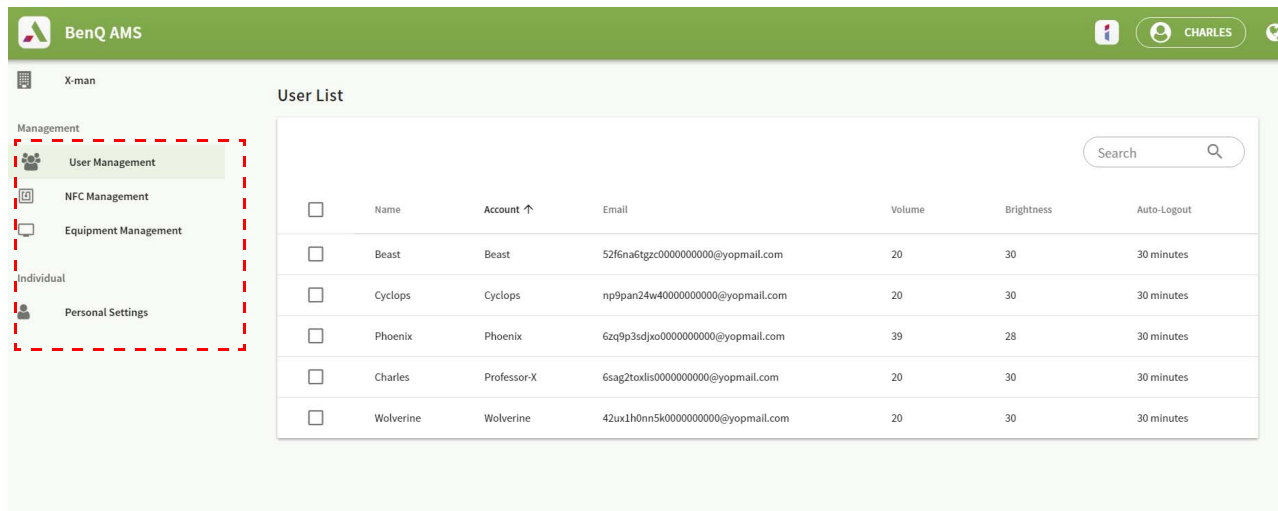 BenQ AMS
CHARLES
X-man
Management
User Management
NFC Management
Equipment Management
Individual
Personal Settings
User List
Search
Name Account ↑ Email Volume Brightness Auto-Logout
Beast Beast 52f6na6tgzc0000000000@yopmail.com 20 30 30 minutes
Cyclops Cyclops np9pan24w40000000000@yopmail.com 20 30 30 minutes
Phoenix Phoenix 6zq9p3sdjxo0000000000@yopmail.com 39 28 30 minutes
Charles Professor-X 6sag2toxlis0000000000@yopmail.com 20 30 30 minutes
Wolverine Wolverine 42ux1h0nn5k0000000000@yopmail.com 20 30 30 minutes